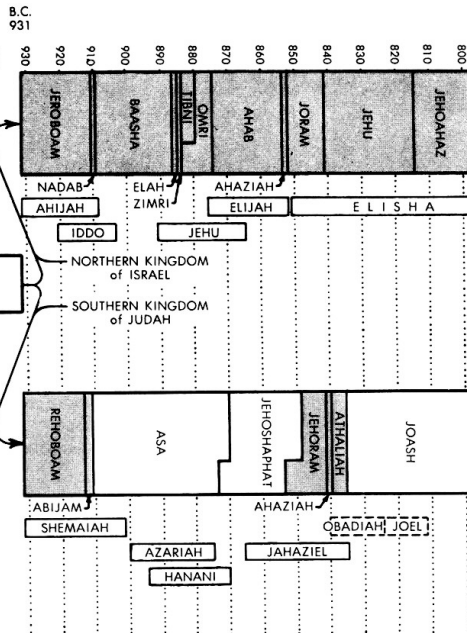 B.C.
931
930
920
910
900
890
880
870
860
850
840
830
820
810
800
JEROBOAM
BAASHA
TIBNI
OMRI
AHAB
JORAM
JEHU
JEHOAHAZ
NADAB
ELAH
ZIMRI
AHAZIAH
AHIJAH
ELIJAH
ELISHA
IDDO
JEHU
NORTHERN KINGDOM
of ISRAEL
SOUTHERN KINGDOM
of JUDAH
REHOBOAM
ASA
JEHOSHAPHAT
JEHORAM
ATHALIAH
JOASH
ABIJAM
AHAZIAH
SHEMAIAH
OBADIAH
JOEL
AZARIAH
JAHAZIEL
HANANI